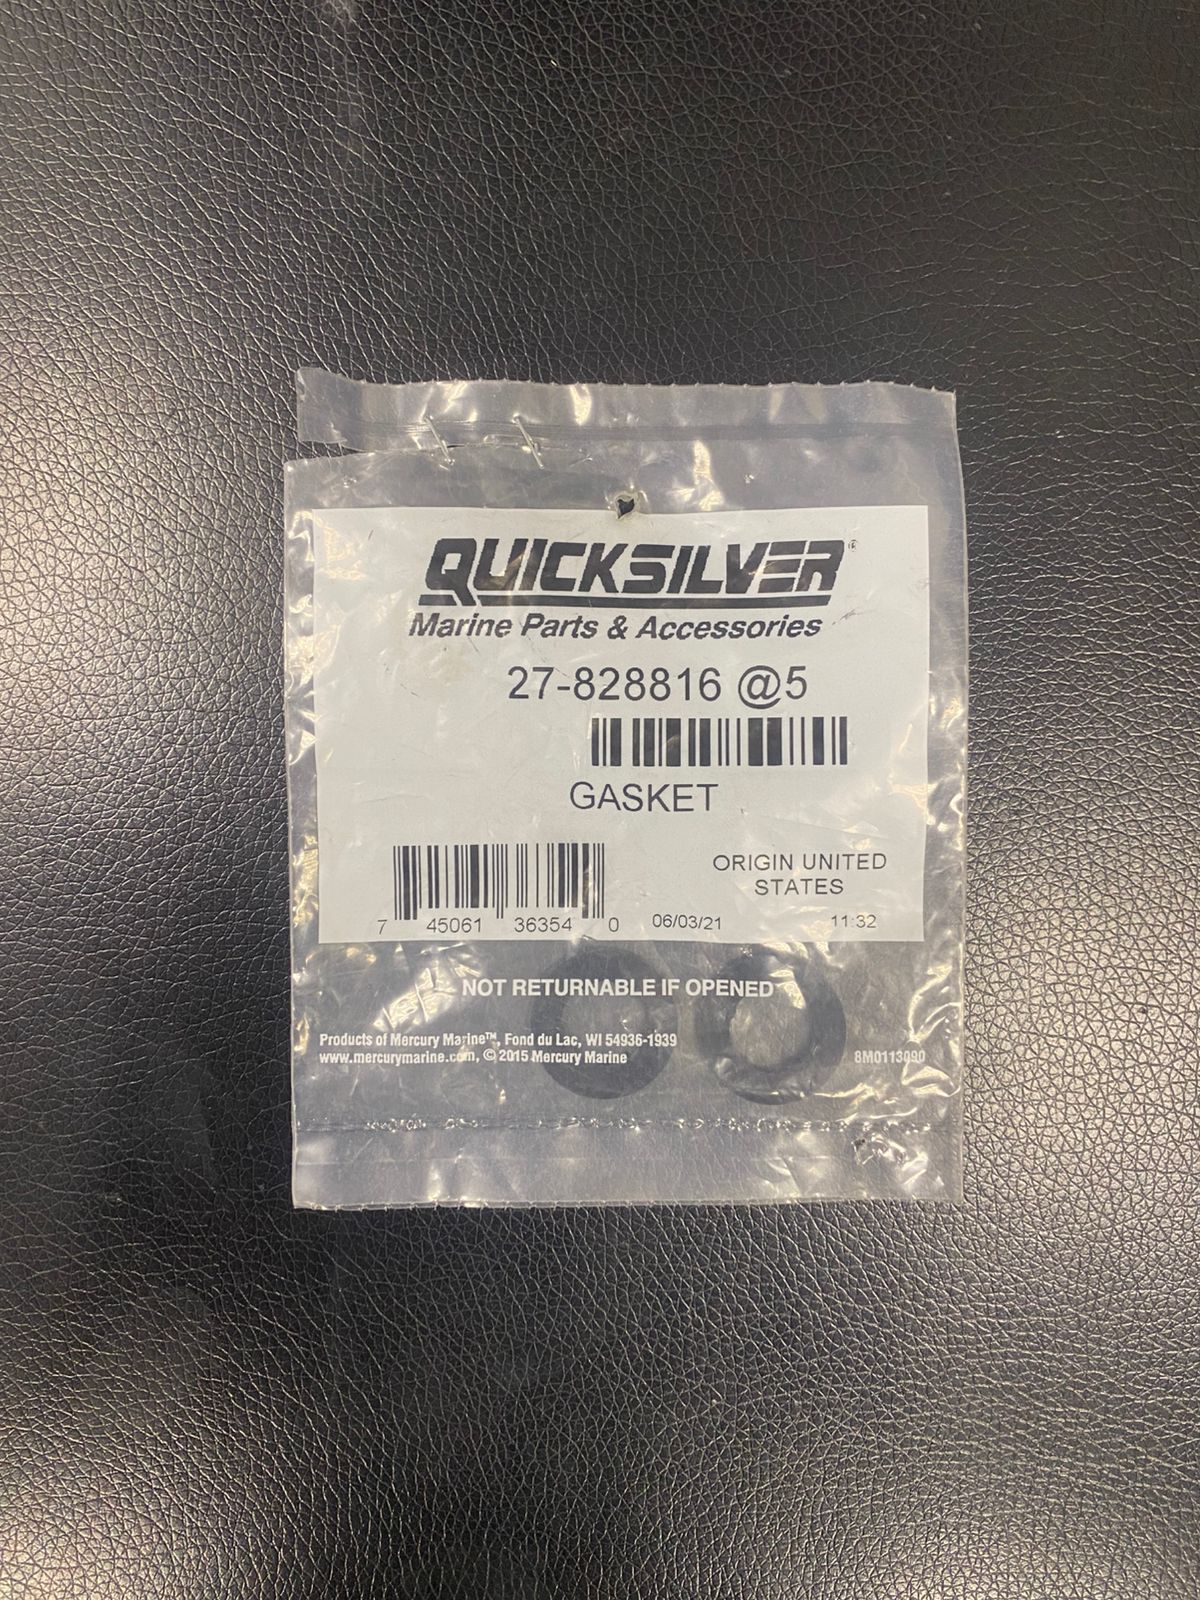 QUICKSILVER®
Marine Parts & Accessories
27-828816 @5
GASKET
ORIGIN UNITED
STATES
7 45061 36354 0 06/03/21 11:32
NOT RETURNABLE IF OPENED
Products of Mercury Marine™, Fond du Lac, WI 54936-1939
www.mercurymarine.com, © 2015 Mercury Marine 8M0113090